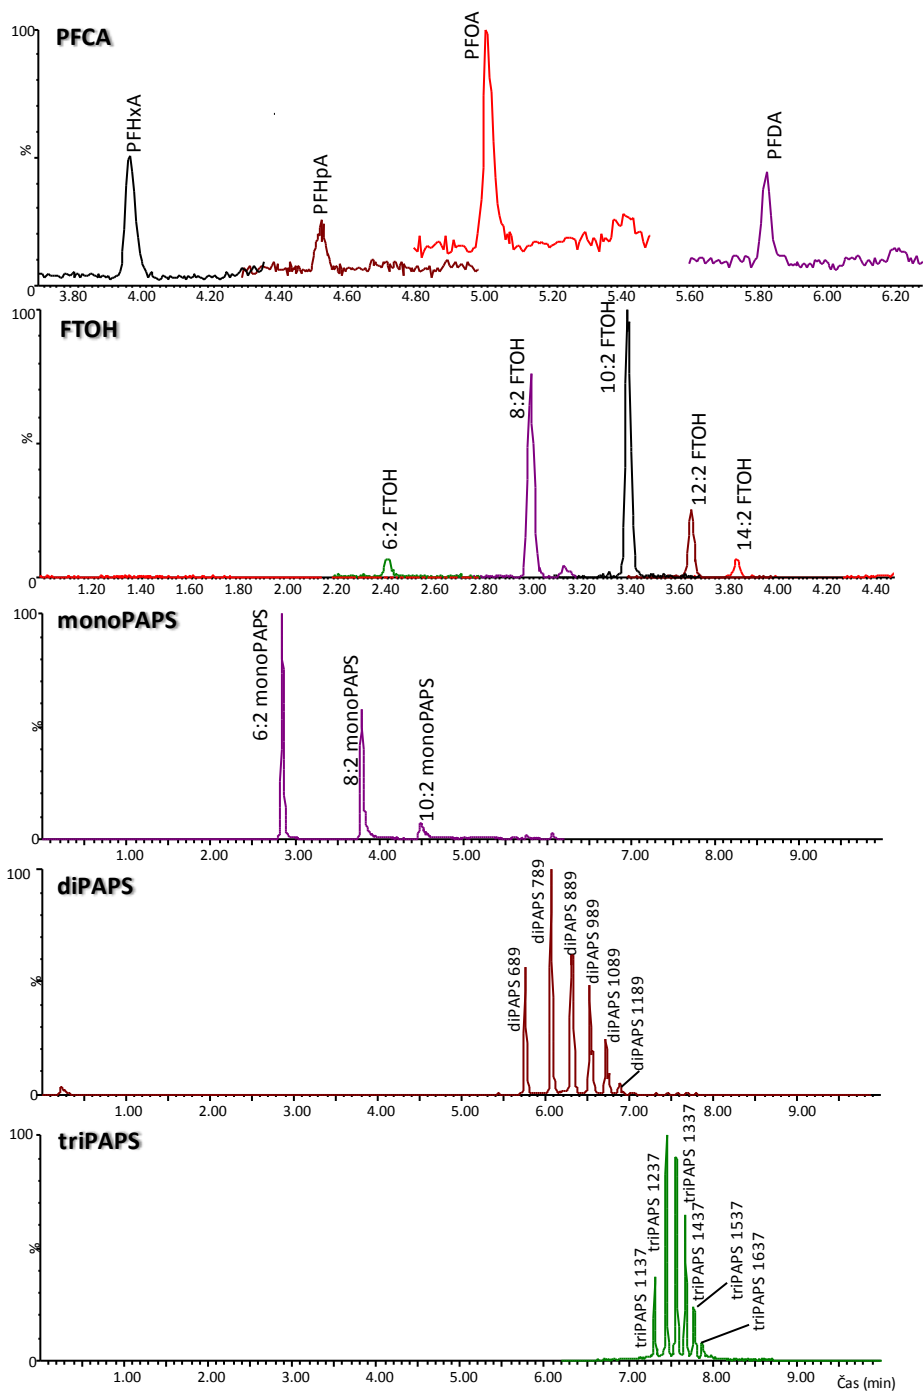 PFCA
100
%
0
PFHxA
PFHpA
PFOA
PFDA
3.80 4.00 4.20 4.40 4.60 4.80 5.00 5.20 5.40 5.60 5.80 6.00 6.20
FTOH
100
%
0
6:2 FTOH
8:2 FTOH
10:2 FTOH
12:2 FTOH
14:2 FTOH
1.20 1.40 1.60 1.80 2.00 2.20 2.40 2.60 2.80 3.00 3.20 3.40 3.60 3.80 4.00 4.20 4.40
monoPAPS
100
%
0
6:2 monoPAPS
8:2 monoPAPS
10:2 monoPAPS
1.00 2.00 3.00 4.00 5.00 6.00 7.00 8.00 9.00
diPAPS
100
%
0
diPAPS 689
diPAPS 789
diPAPS 889
diPAPS 989
diPAPS 1089
diPAPS 1189
1.00 2.00 3.00 4.00 5.00 6.00 7.00 8.00 9.00
triPAPS
100
%
0
triPAPS 1137
triPAPS 1237
triPAPS 1337
triPAPS 1437
triPAPS 1537
triPAPS 1637
1.00 2.00 3.00 4.00 5.00 6.00 7.00 8.00 9.00
Čas (min)